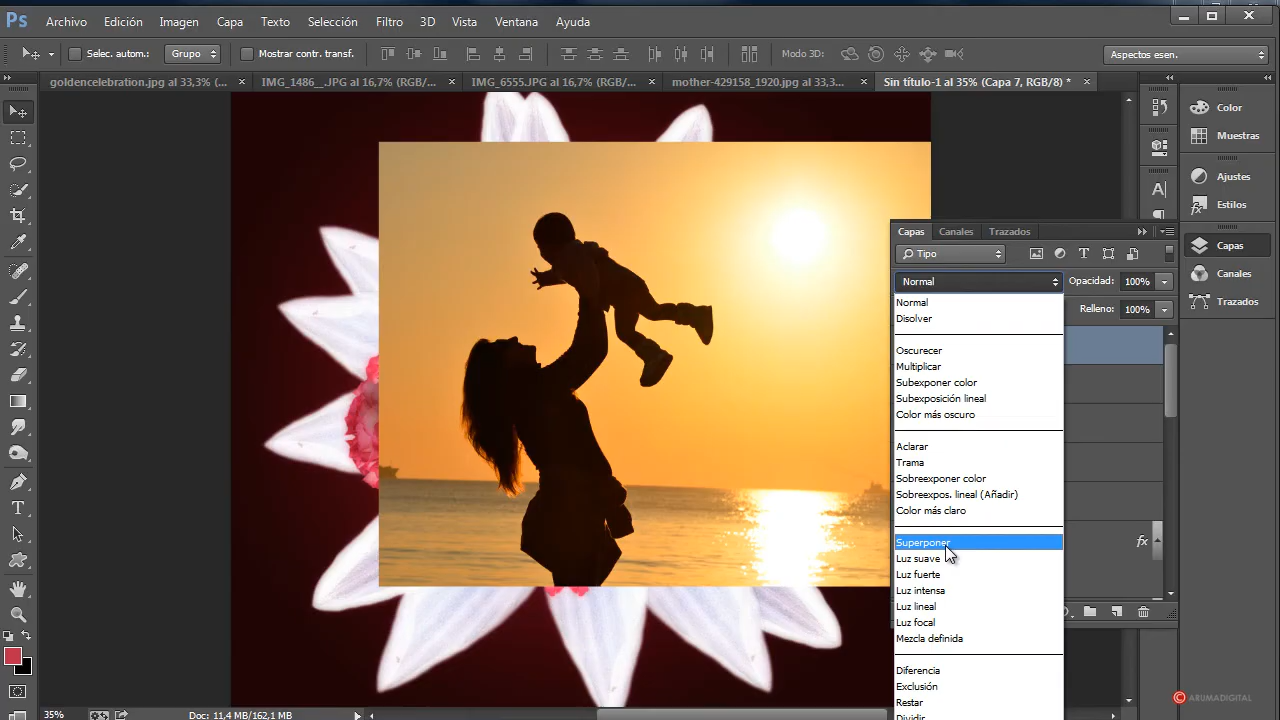 Ps Archivo Edición Imagen Capa Texto Selección Filtro 3D Vista Ventana Ayuda
Selec. autom.: Grupo Mostrar contr. transf. Modo 3D: Aspectos esen.
goldencelebration.jpg al 33,3% (... × IMG_1486__.JPG al 16,7% (RGB/... × IMG_6555.JPG al 16,7% (RGB/... × mother-429158_1920.jpg al 33,3... × Sin título-1 al 35% (Capa 7, RGB/8) * ×
Color
Muestras
Ajustes
Estilos
Capas
Canales
Trazados
Capas Canales Trazados
Tipo
Normal Opacidad: 100%
Relleno: 100%
Normal
Disolver
Oscurecer
Multiplicar
Subexponer color
Subexposición lineal
Color más oscuro
Aclarar
Trama
Sobreexponer color
Sobreexpos. lineal (Añadir)
Color más claro
Superponer
Luz suave
Luz fuerte
Luz intensa
Luz lineal
Luz focal
Mezcla definida
Diferencia
Exclusión
Restar
Dividir
fx
35% Doc: 11,4 MB/162,1 MB
© ARUMADIGITAL